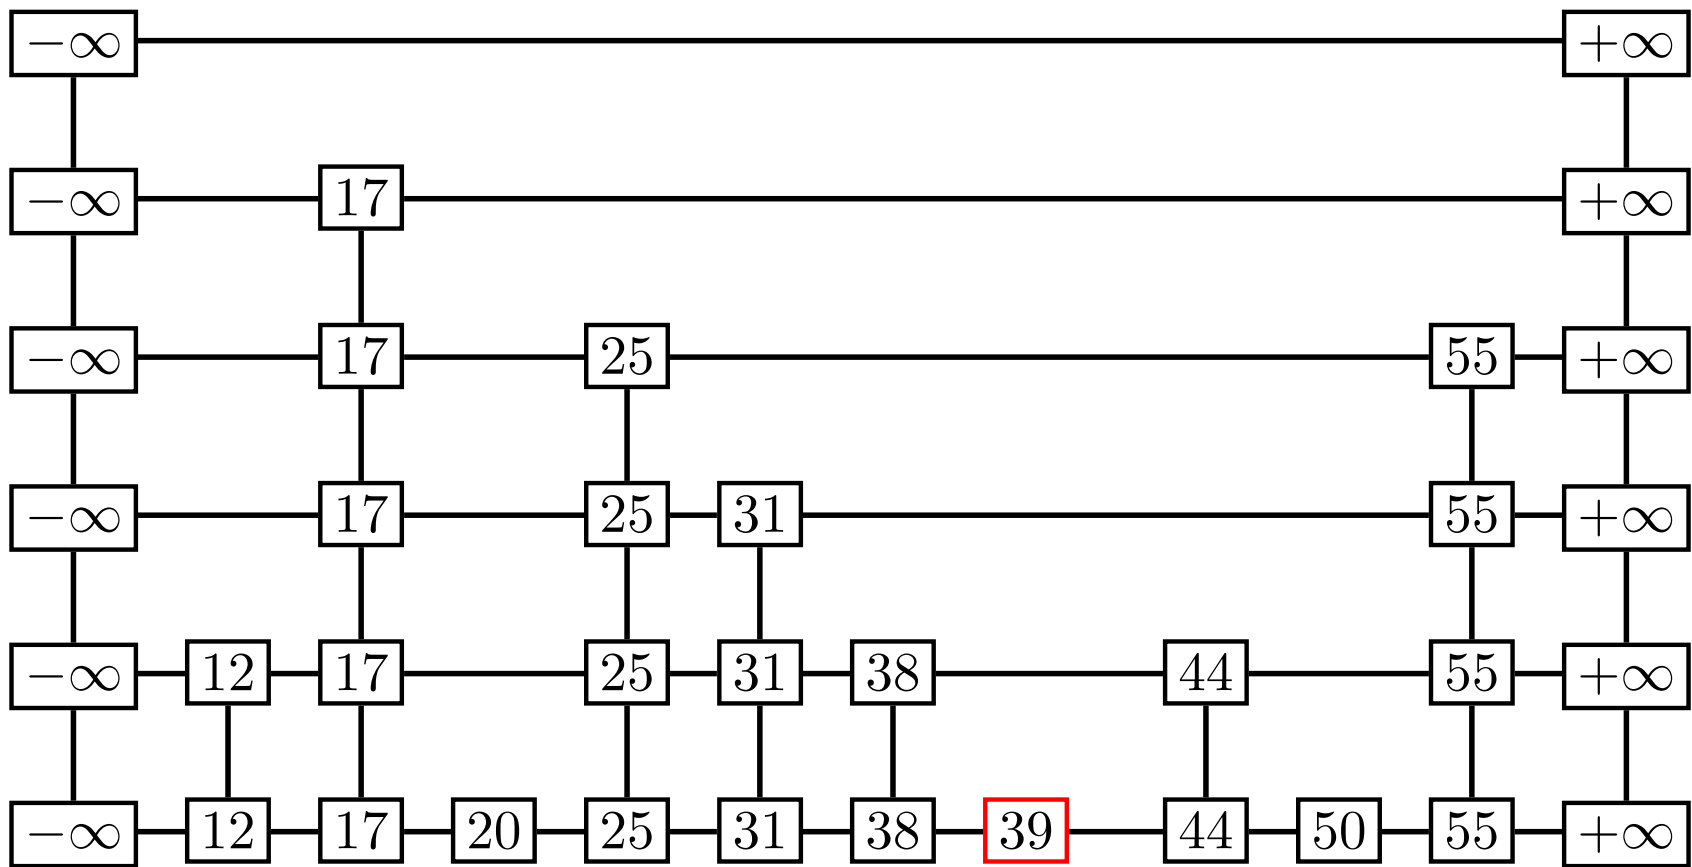 −∞ +∞
−∞ 17 +∞
−∞ 17 25 55 +∞
−∞ 17 25 31 55 +∞
−∞ 12 17 25 31 38 44 55 +∞
−∞ 12 17 20 25 31 38 39 44 50 55 +∞